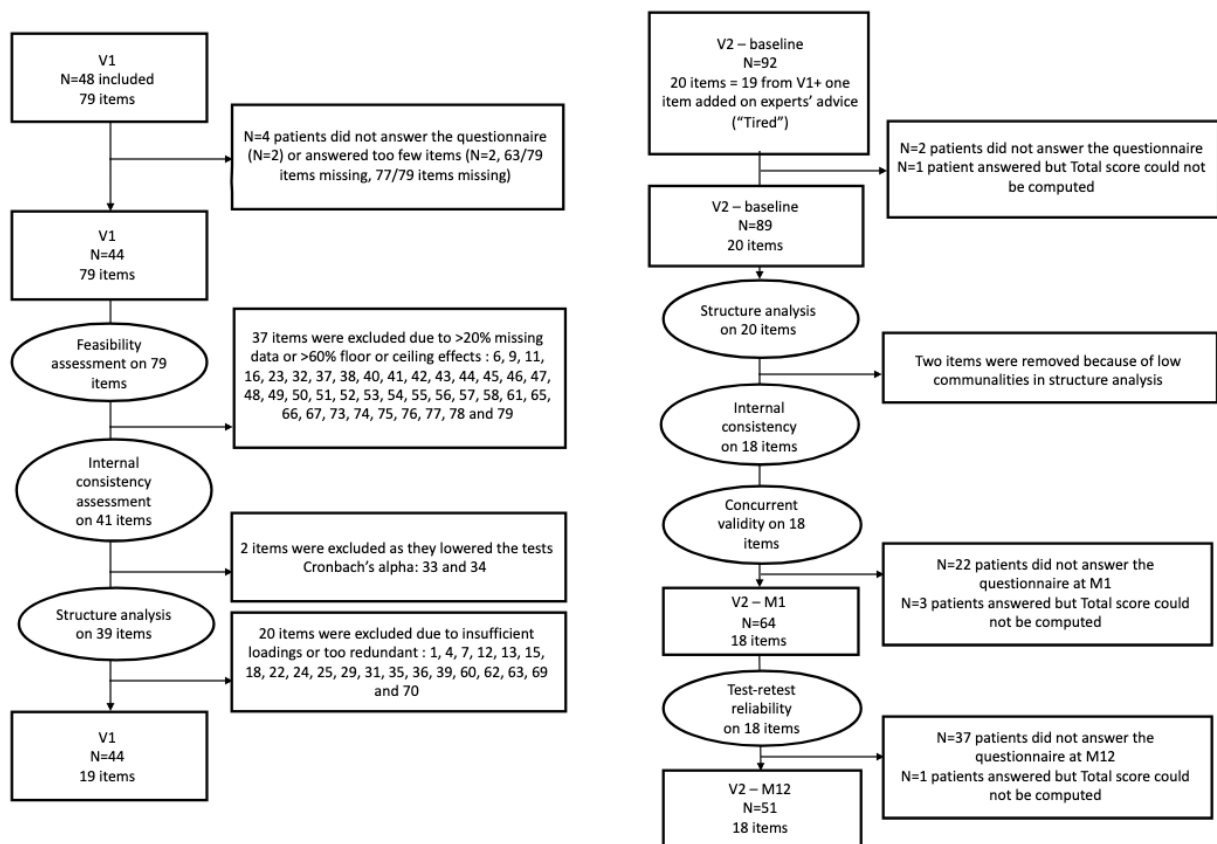 V1
N=48 included
79 items
N=4 patients did not answer the questionnaire
(N=2) or answered too few items (N=2, 63/79
items missing, 77/79 items missing)
V1
N=44
79 items
Feasibility
assessment on 79
items
37 items were excluded due to >20% missing
data or >60% floor or ceiling effects : 6, 9, 11,
16, 23, 32, 37, 38, 40, 41, 42, 43, 44, 45, 46, 47,
48, 49, 50, 51, 52, 53, 54, 55, 56, 57, 58, 61, 65,
66, 67, 73, 74, 75, 76, 77, 78 and 79
Internal
consistency
assessment
on 41 items
2 items were excluded as they lowered the tests
Cronbach's alpha: 33 and 34
Structure analysis
on 39 items
20 items were excluded due to insufficient
loadings or too redundant : 1, 4, 7, 12, 13, 15,
18, 22, 24, 25, 29, 31, 35, 36, 39, 60, 62, 63, 69
and 70
V1
N=44
19 items
V2 – baseline
N=92
20 items = 19 from V1+ one
item added on experts' advice
("Tired")
N=2 patients did not answer the questionnaire
N=1 patient answered but Total score could not
be computed
V2 – baseline
N=89
20 items
Structure analysis
on 20 items
Two items were removed because of low
communalities in structure analysis
Internal
consistency
on 18 items
Concurrent
validity on 18
items
N=22 patients did not answer the
questionnaire at M1
N=3 patients answered but Total score could
not be computed
V2 – M1
N=64
18 items
Test-retest
reliability
on 18 items
N=37 patients did not answer the
questionnaire at M12
N=1 patients answered but Total score could
not be computed
V2 – M12
N=51
18 items